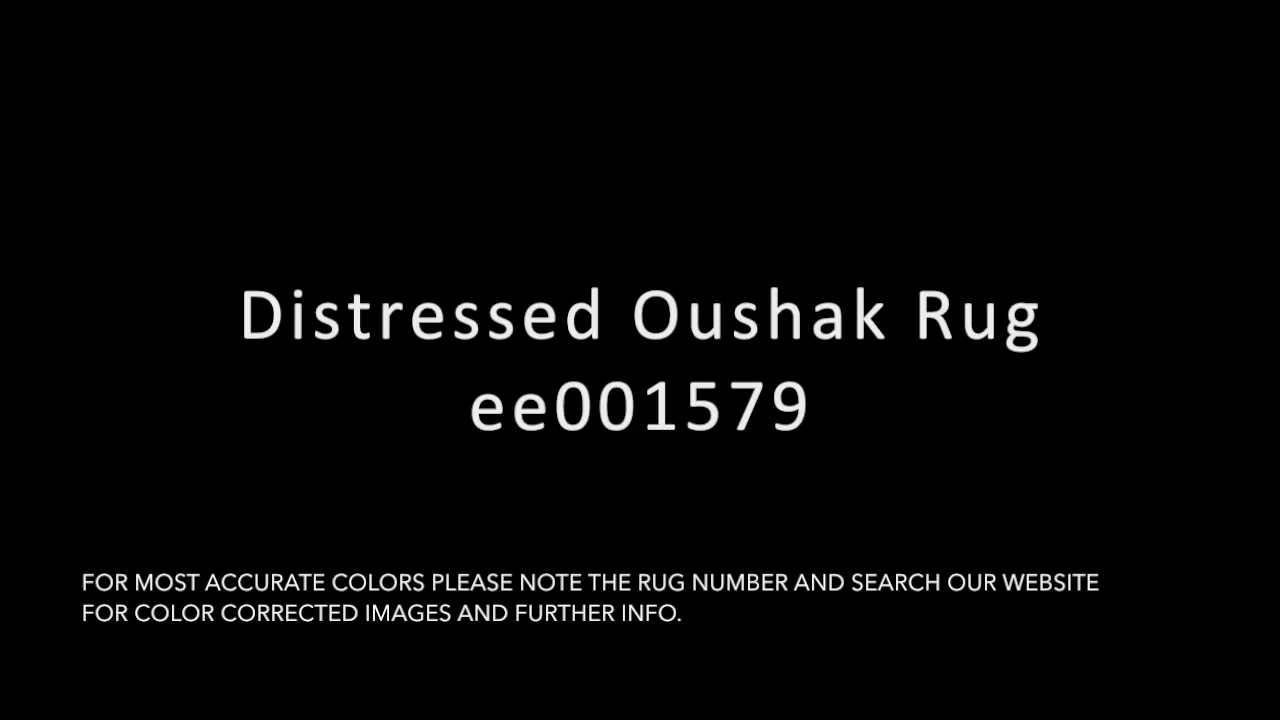 Distressed Oushak Rug
ee001579
FOR MOST ACCURATE COLORS PLEASE NOTE THE RUG NUMBER AND SEARCH OUR WEBSITE
FOR COLOR CORRECTED IMAGES AND FURTHER INFO.